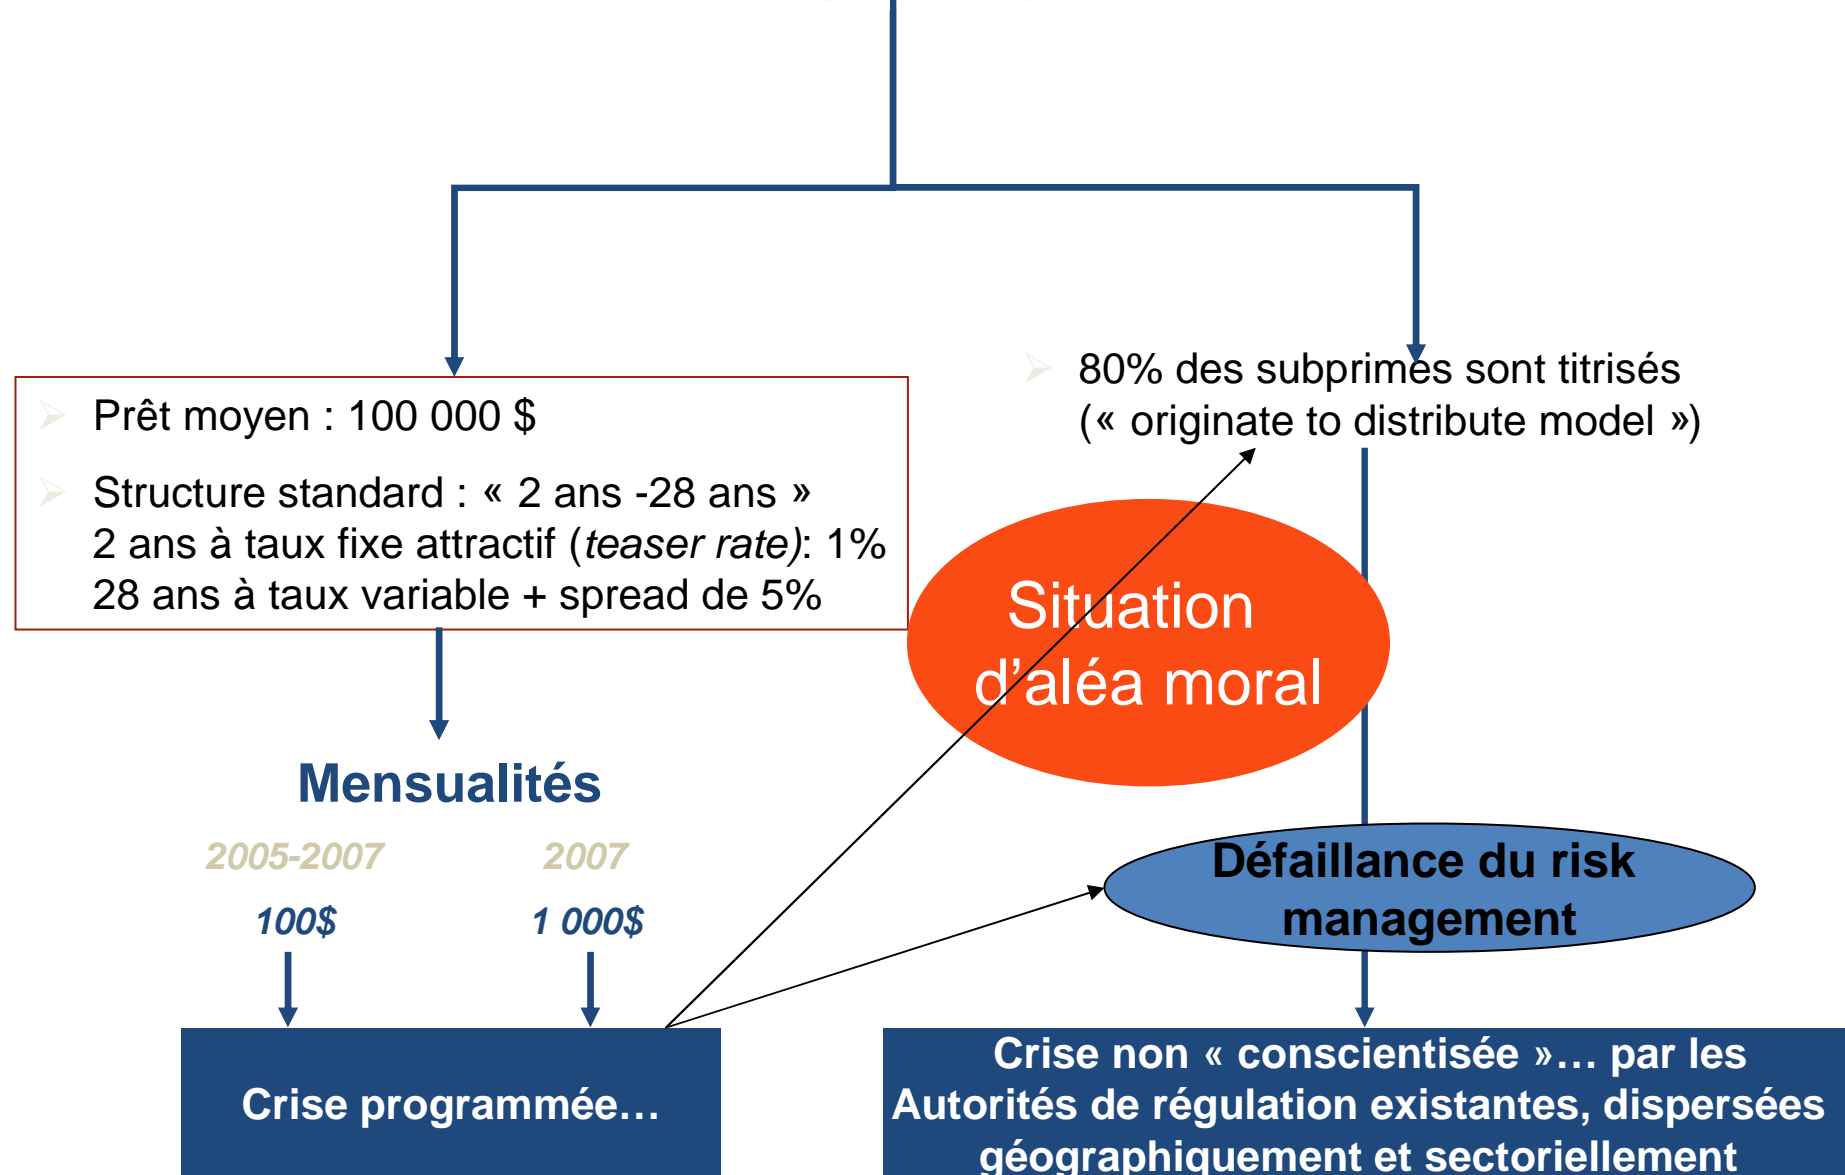 Prêt moyen : 100 000 $
Structure standard : « 2 ans -28 ans »
2 ans à taux fixe attractif (teaser rate): 1%
28 ans à taux variable + spread de 5%
80% des subprimes sont titrisés
(« originate to distribute model »)
Situation
d’aléa moral
Mensualités
2005-2007 2007
100$ 1 000$
Défaillance du risk
management
Crise programmée…
Crise non « conscientisée »… par les
Autorités de régulation existantes, dispersées
géographiquement et sectoriellement